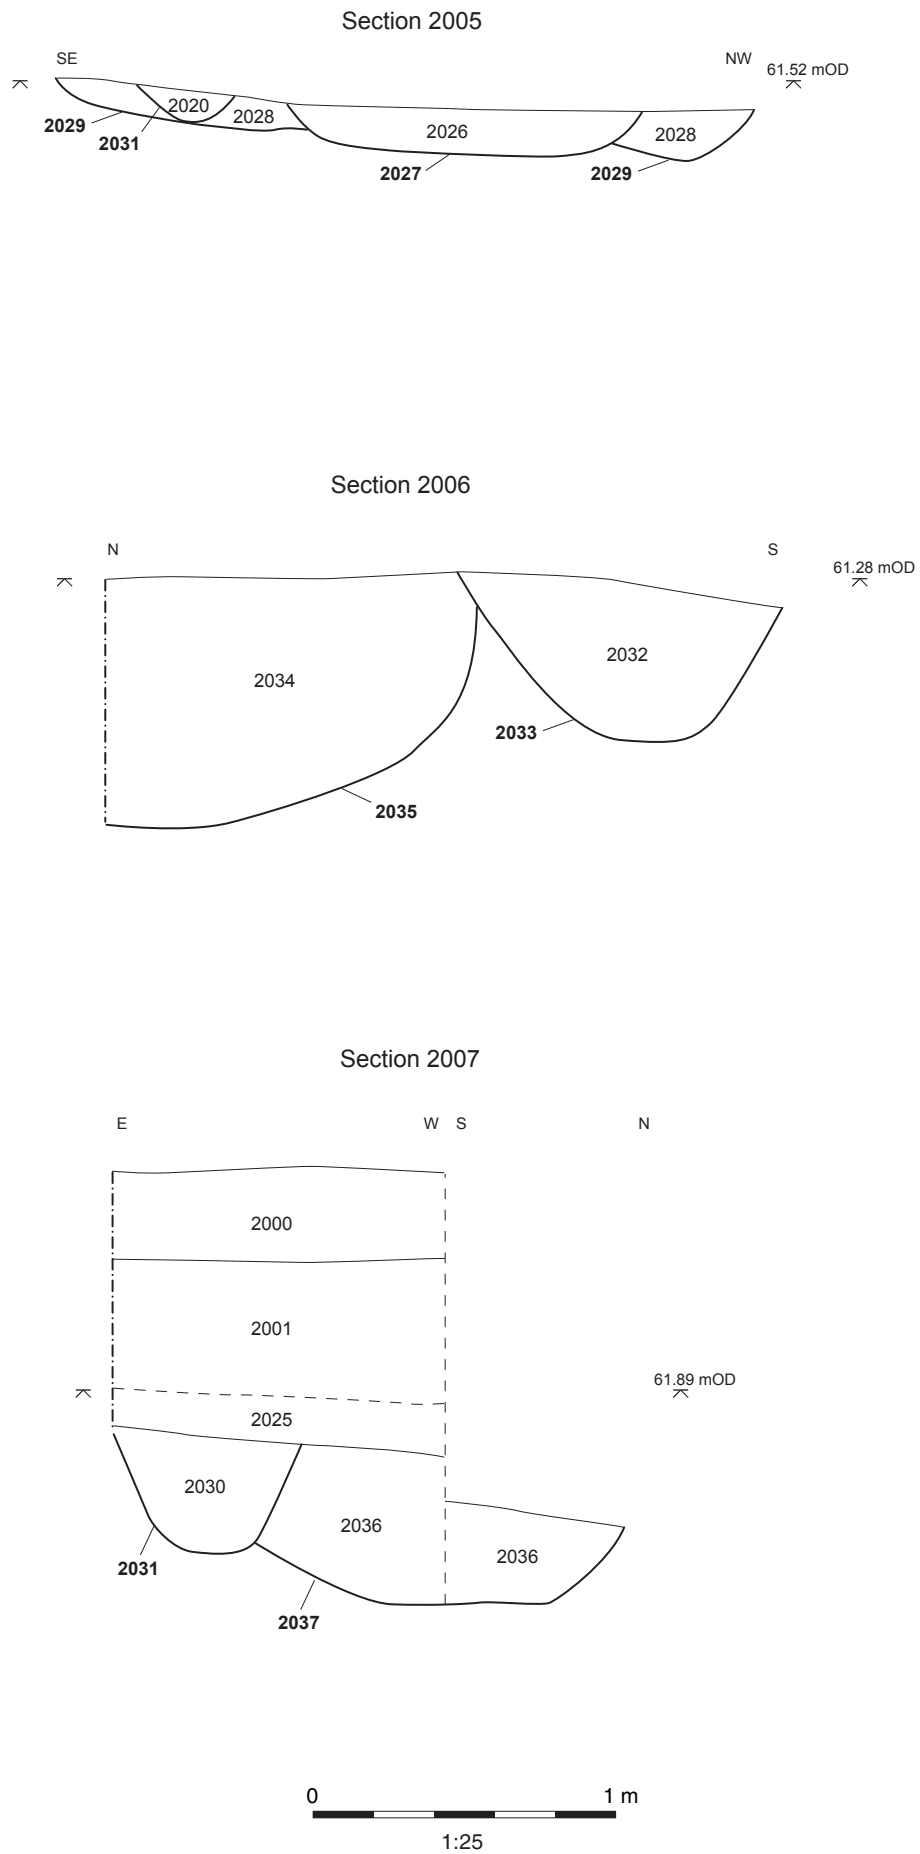 Section 2005
SE NW 61.52 mOD
2020 2028 2026 2028
2029 2031 2027 2029
Section 2006
N S
61.28 mOD
2034 2032
2033
2035
Section 2007
E W S N
2000
2001
61.89 mOD
2025
2030
2036 2036
2031
2037
0 1 m
1:25